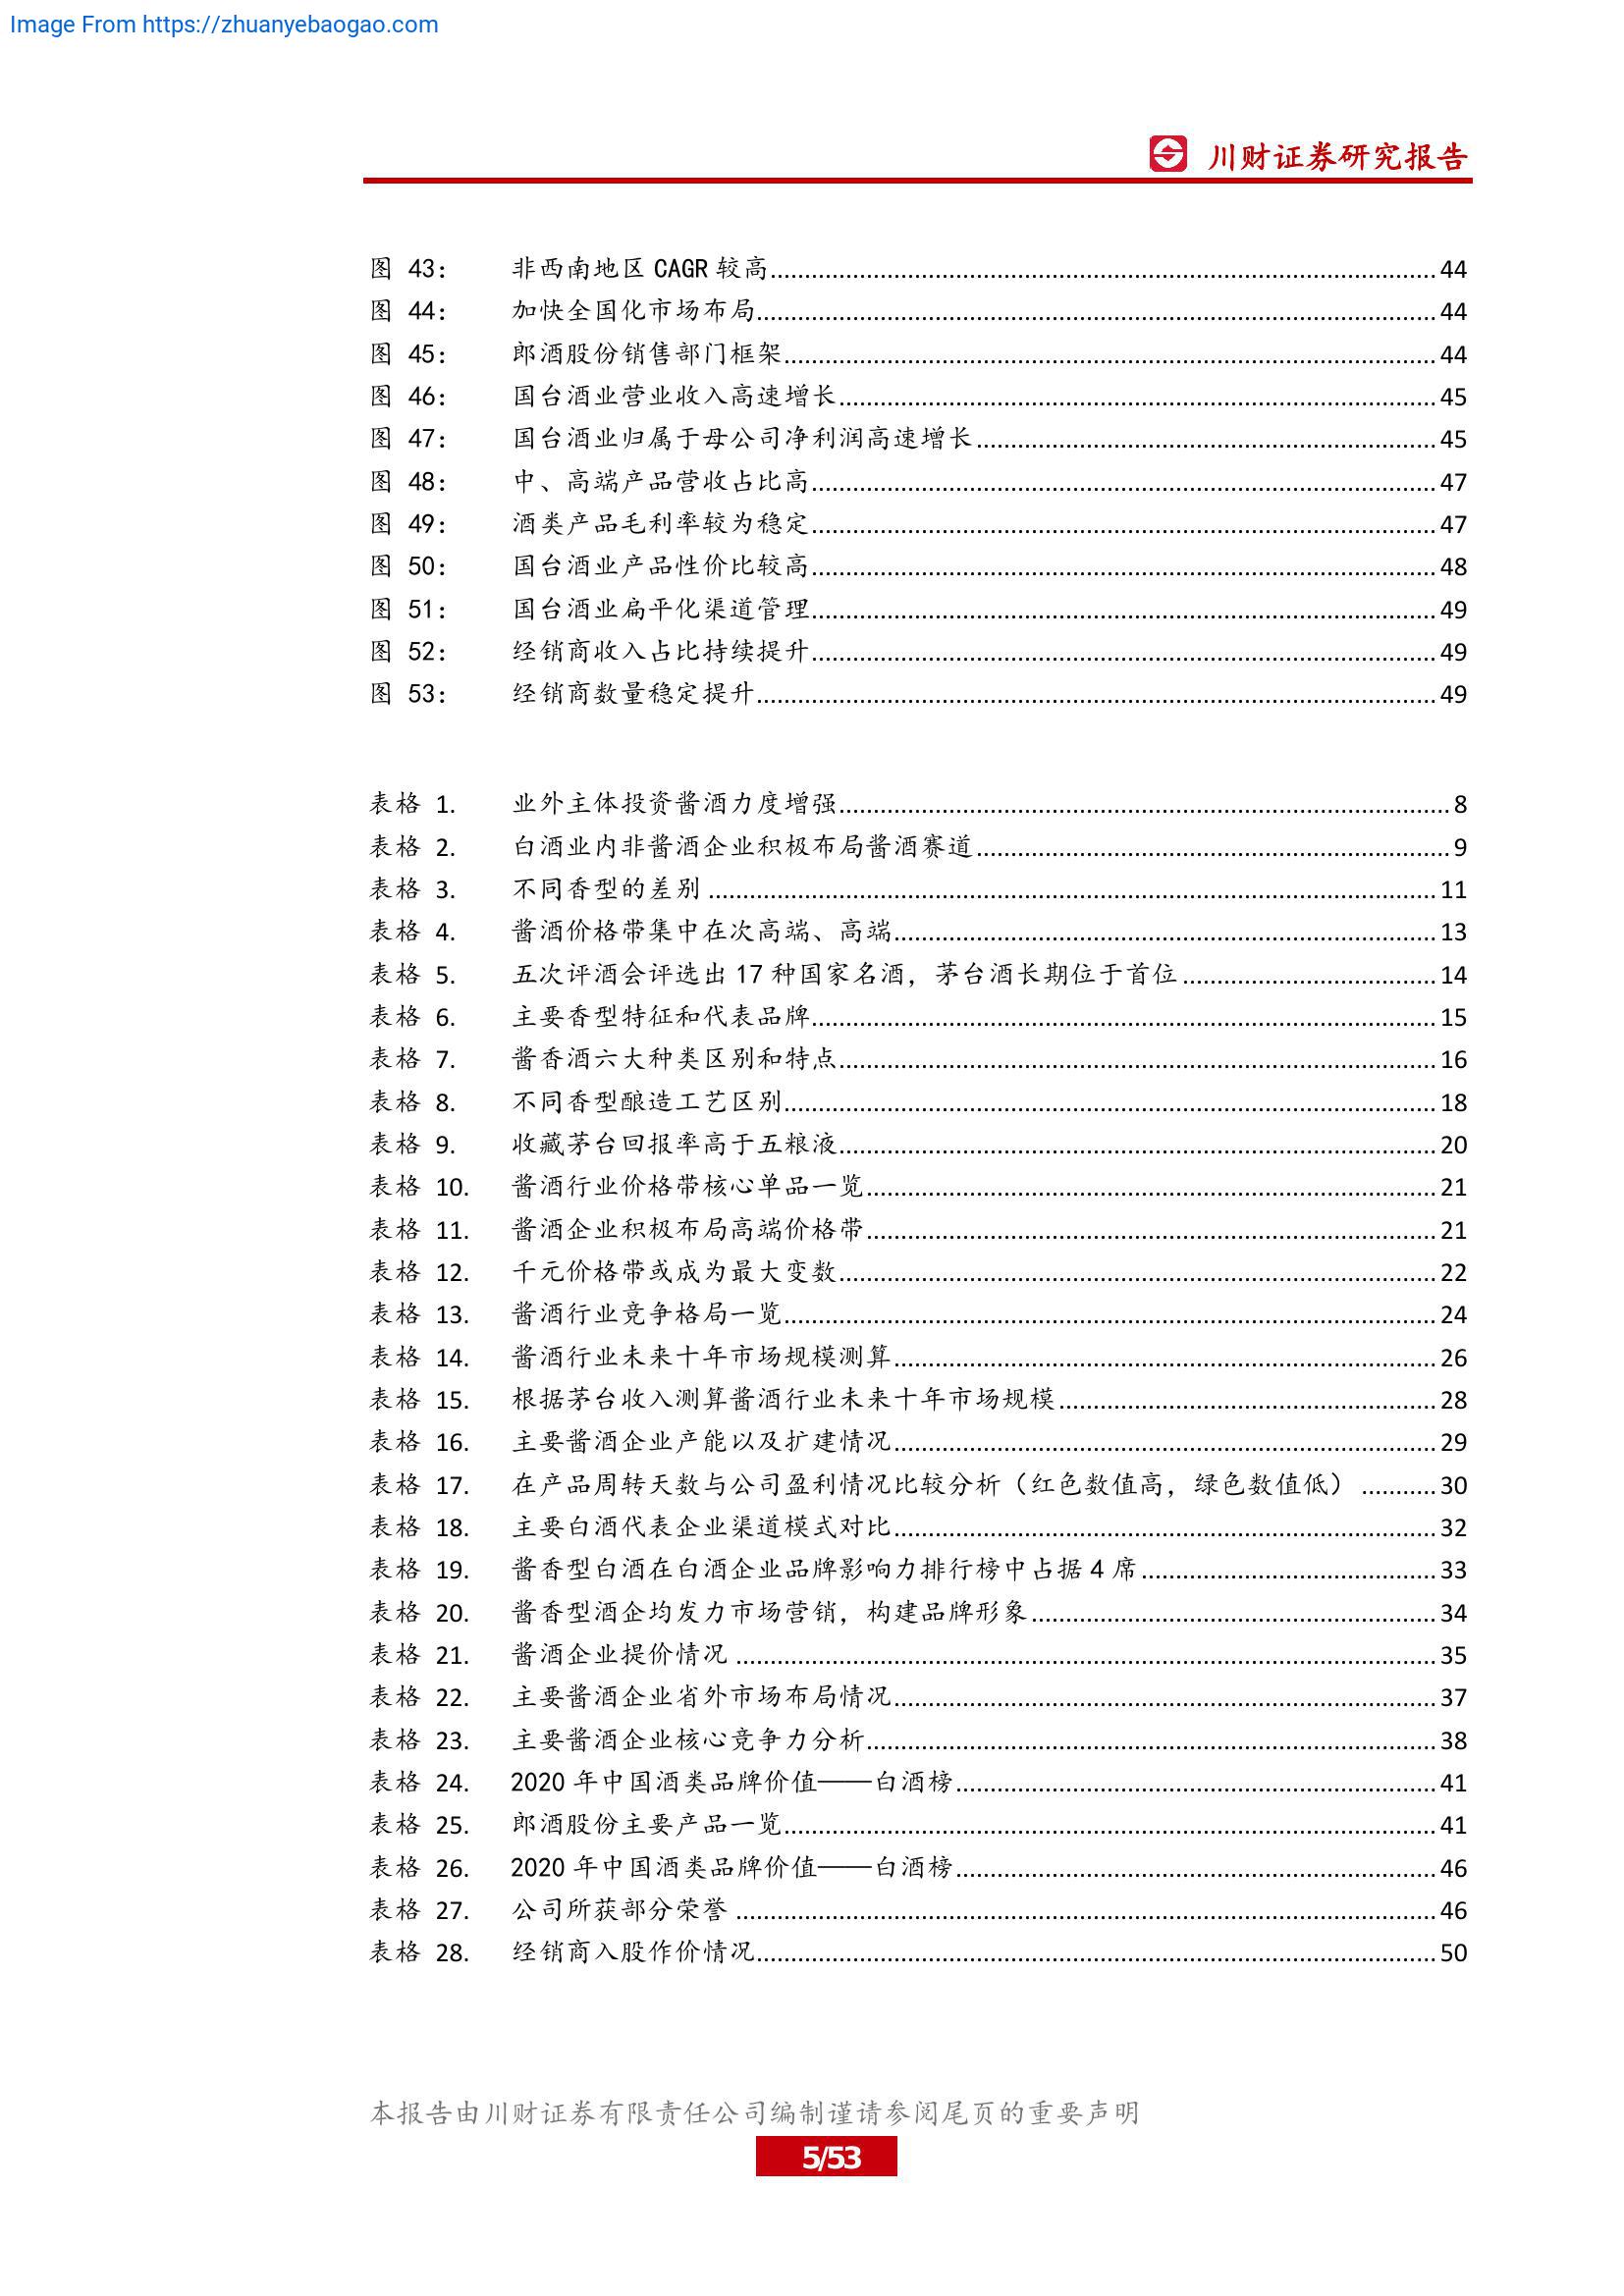 Image From https://zhuanyebaogao.com
川财证券研究报告
图 43: 非西南地区 CAGR 较高 44
图 44: 加快全国化市场布局 44
图 45: 郎酒股份销售部门框架 44
图 46: 国台酒业营业收入高速增长 45
图 47: 国台酒业归属于母公司净利润高速增长 45
图 48: 中、高端产品营收占比高 47
图 49: 酒类产品毛利率较为稳定 47
图 50: 国台酒业产品性价比较高 48
图 51: 国台酒业扁平化渠道管理 49
图 52: 经销商收入占比持续提升 49
图 53: 经销商数量稳定提升 49
表格 1. 业外主体投资酱酒力度增强 8
表格 2. 白酒业内非酱酒企业积极布局酱酒赛道 9
表格 3. 不同香型的差别 11
表格 4. 酱酒价格带集中在次高端、高端 13
表格 5. 五次评酒会评选出 17 种国家名酒，茅台酒长期位于首位 14
表格 6. 主要香型特征和代表品牌 15
表格 7. 酱香酒六大种类区别和特点 16
表格 8. 不同香型酿造工艺区别 18
表格 9. 收藏茅台回报率高于五粮液 20
表格 10. 酱酒行业价格带核心单品一览 21
表格 11. 酱酒企业积极布局高端价格带 21
表格 12. 千元价格带或成为最大变数 22
表格 13. 酱酒行业竞争格局一览 24
表格 14. 酱酒行业未来十年市场规模测算 26
表格 15. 根据茅台收入测算酱酒行业未来十年市场规模 28
表格 16. 主要酱酒企业产能以及扩建情况 29
表格 17. 在产品周转天数与公司盈利情况比较分析（红色数值高，绿色数值低） 30
表格 18. 主要白酒代表企业渠道模式对比 32
表格 19. 酱香型白酒在白酒企业品牌影响力排行榜中占据 4 席 33
表格 20. 酱香型酒企均发力市场营销，构建品牌形象 34
表格 21. 酱酒企业提价情况 35
表格 22. 主要酱酒企业省外市场布局情况 37
表格 23. 主要酱酒企业核心竞争力分析 38
表格 24. 2020 年中国酒类品牌价值——白酒榜 41
表格 25. 郎酒股份主要产品一览 41
表格 26. 2020 年中国酒类品牌价值——白酒榜 46
表格 27. 公司所获部分荣誉 46
表格 28. 经销商入股作价情况 50
本报告由川财证券有限责任公司编制谨请参阅尾页的重要声明
5/53